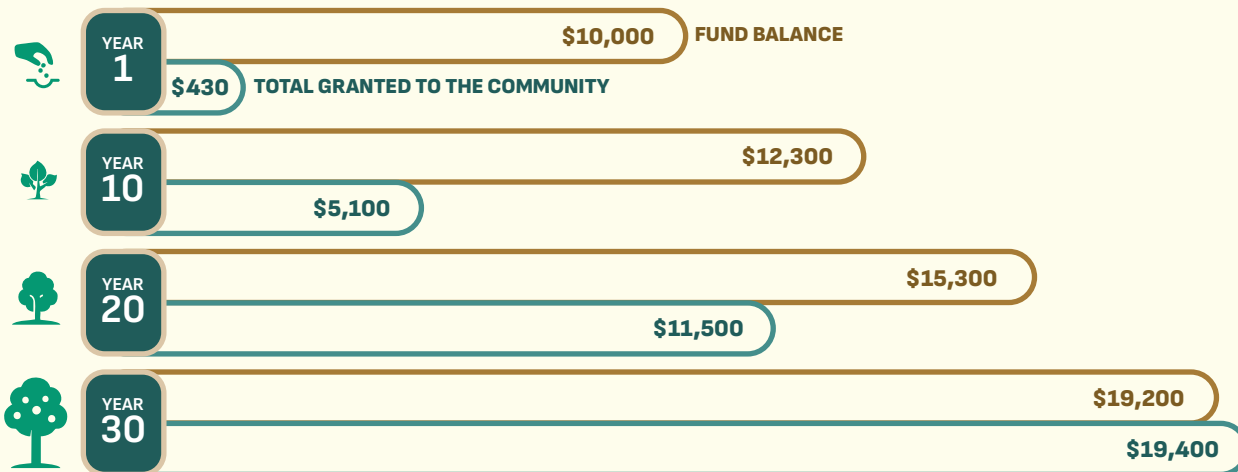 YEAR
1
$10,000
FUND BALANCE
$430
TOTAL GRANTED TO THE COMMUNITY
YEAR
10
$12,300
$5,100
YEAR
20
$15,300
$11,500
YEAR
30
$19,200
$19,400